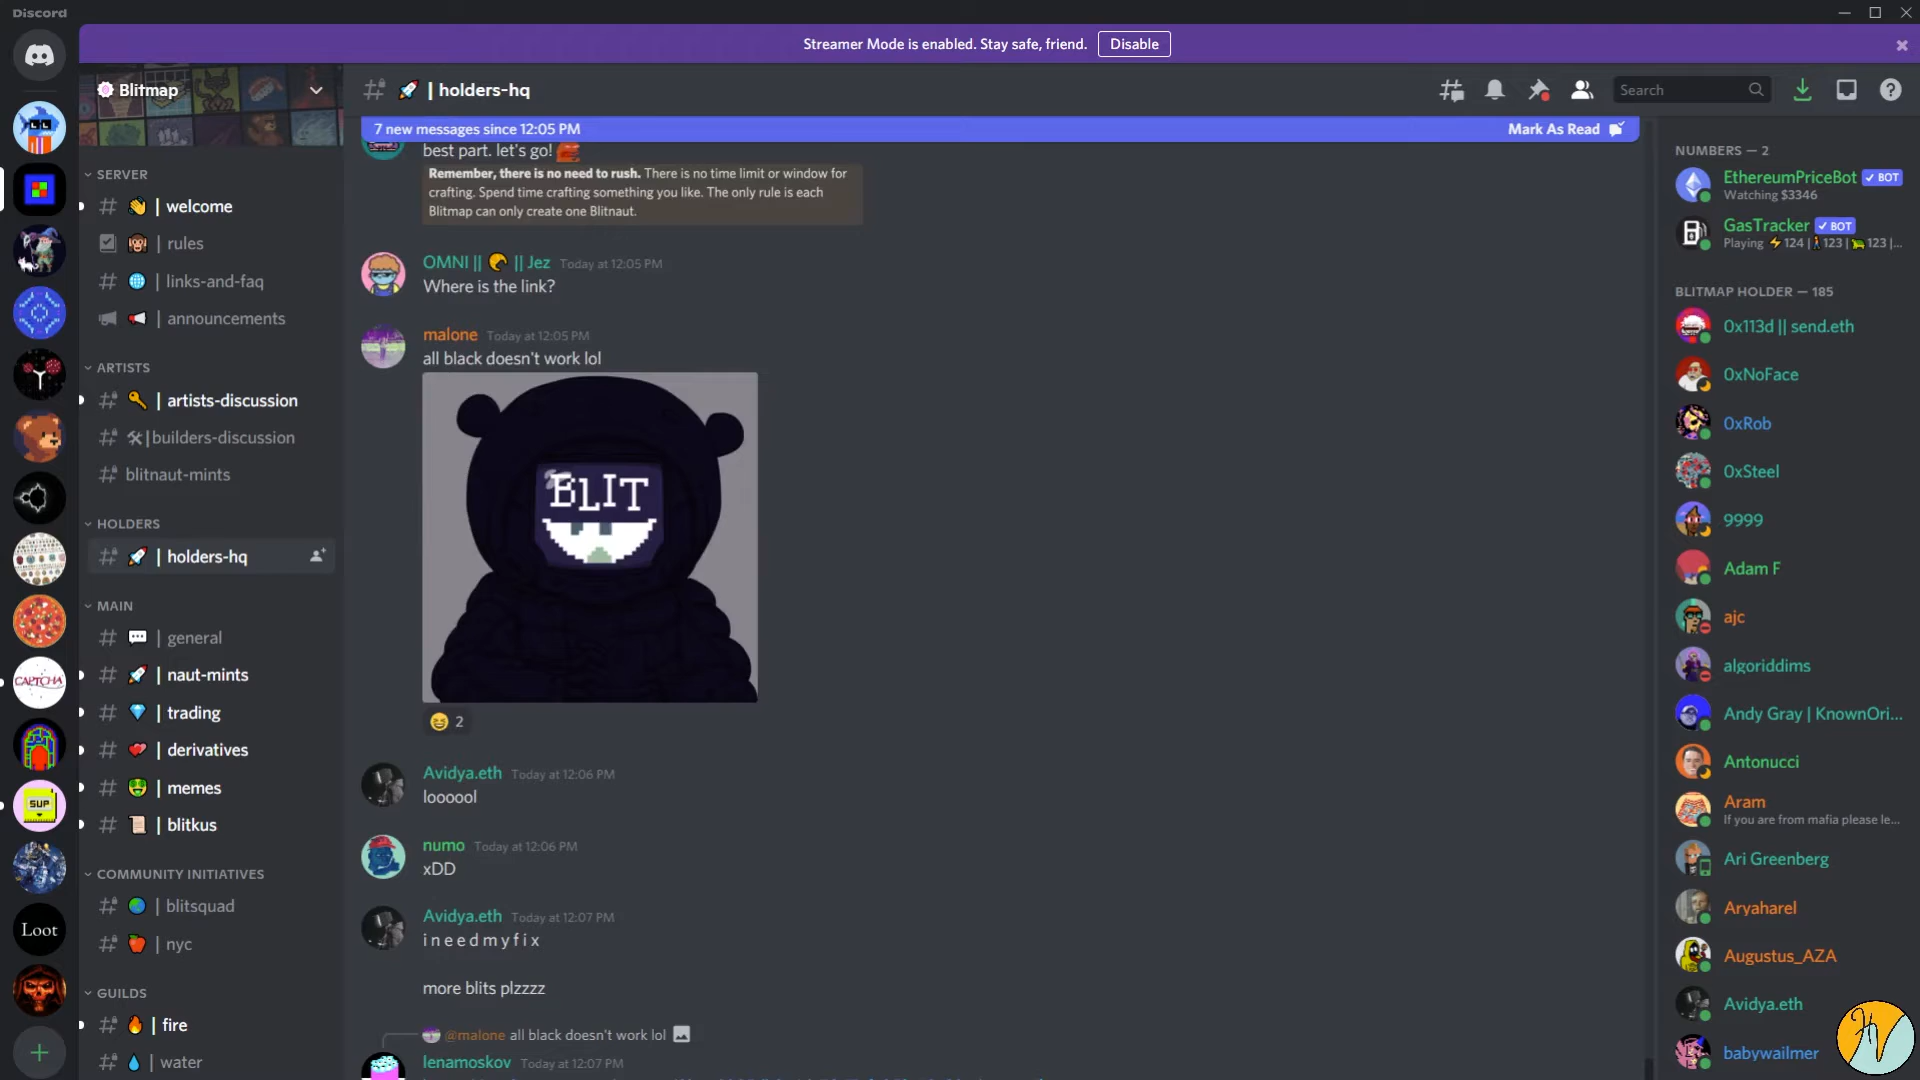 Discord
Streamer Mode is enabled. Stay safe, friend.
Disable
Blitmap
| holders-hq
Search
7 new messages since 12:05 PM
Mark As Read
SERVER
| welcome
| rules
| links-and-faq
| announcements
ARTISTS
| artists-discussion
|builders-discussion
blitnaut-mints
HOLDERS
| holders-hq
MAIN
| general
| naut-mints
| trading
| derivatives
| memes
| blitkus
COMMUNITY INITIATIVES
| blitsquad
| nyc
GUILDS
| fire
| water
CAPTCHA
SUP
Loot
best part. let's go!
Remember, there is no need to rush. There is no time limit or window for
crafting. Spend time crafting something you like. The only rule is each
Blitmap can only create one Blitnaut.
OMNI || || Jez Today at 12:05 PM
Where is the link?
malone Today at 12:05 PM
all black doesn't work lol
BLIT
2
Avidya.eth Today at 12:06 PM
loooool
numo Today at 12:06 PM
xDD
Avidya.eth Today at 12:07 PM
i n e e d m y f i x
more blits plzzzz
@malone all black doesn't work lol
lenamoskov Today at 12:07 PM
NUMBERS — 2
EthereumPriceBot BOT
Watching $3346
GasTracker BOT
Playing 124 | 123 | 123 |...
BLITMAP HOLDER — 185
0x113d || send.eth
0xNoFace
0xRob
0xSteel
9999
Adam F
ajc
algoriddims
Andy Gray | KnownOri...
Antonucci
Aram
If you are from mafia please le...
Ari Greenberg
Aryaharel
Augustus_AZA
Avidya.eth
babywailmer